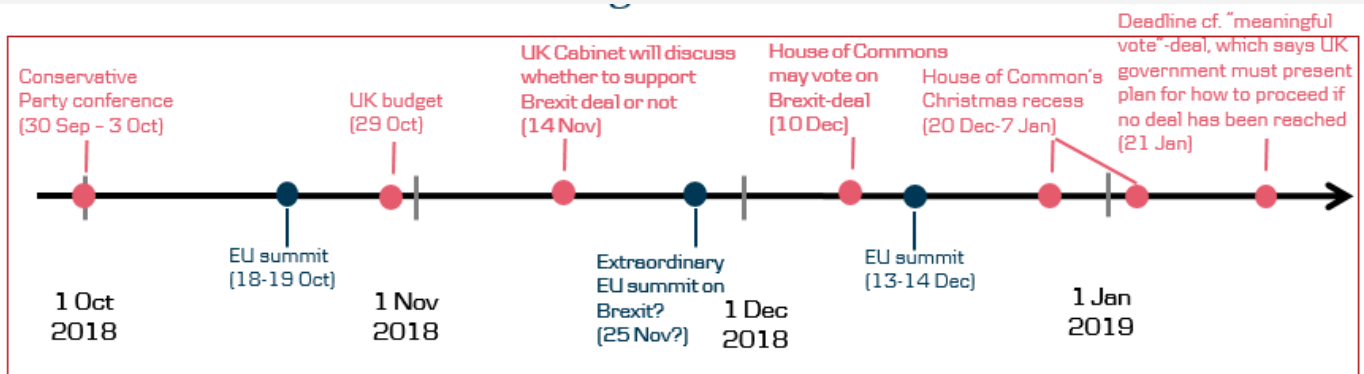 Conservative
Party conference
(30 Sep – 3 Oct)
UK budget
(29 Oct)
UK Cabinet will discuss
whether to support
Brexit deal or not
(14 Nov)
House of Commons
may vote on
Brexit-deal
(10 Dec)
House of Common's
Christmas recess
(20 Dec-7 Jan)
Deadline cf. "meaningful
vote"-deal, which says UK
government must present
plan for how to proceed if
no deal has been reached
(21 Jan)
EU summit
(18-19 Oct)
Extraordinary
EU summit on
Brexit?
(25 Nov?)
EU summit
(13-14 Dec)
1 Oct
2018
1 Nov
2018
1 Dec
2018
1 Jan
2019